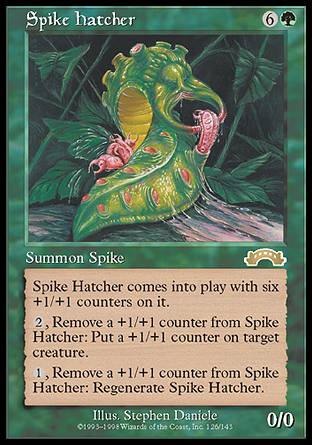 Spike Hatcher 6
Summon Spike
Spike Hatcher comes into play with six
+1/+1 counters on it.
2, Remove a +1/+1 counter from Spike
Hatcher: Put a +1/+1 counter on target
creature.
1, Remove a +1/+1 counter from Spike
Hatcher: Regenerate Spike Hatcher.
0/0
Illus. Stephen Daniele
©1993–1998 Wizards of the Coast, Inc. 126/143